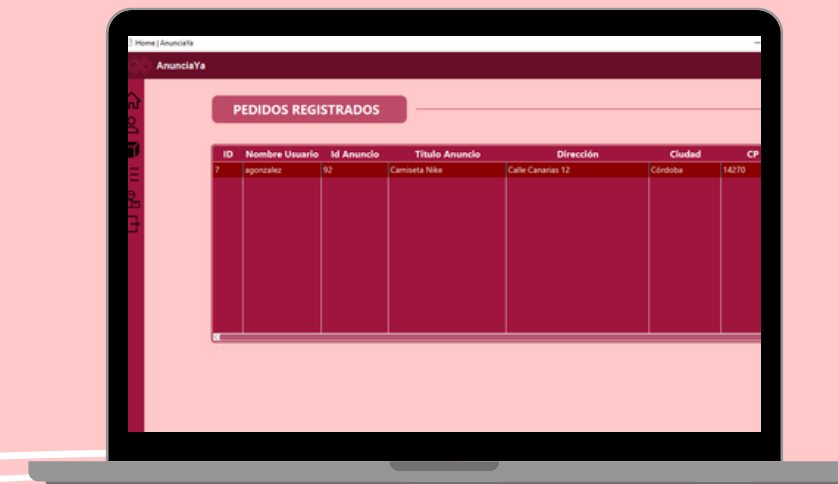 Home | AnunciaYa
AnunciaYa
PEDIDOS REGISTRADOS
ID Nombre Usuario Id Anuncio Título Anuncio Dirección Ciudad CP
7 agonzalez 92 Camiseta Nike Calle Canarias 12 Córdoba 14270